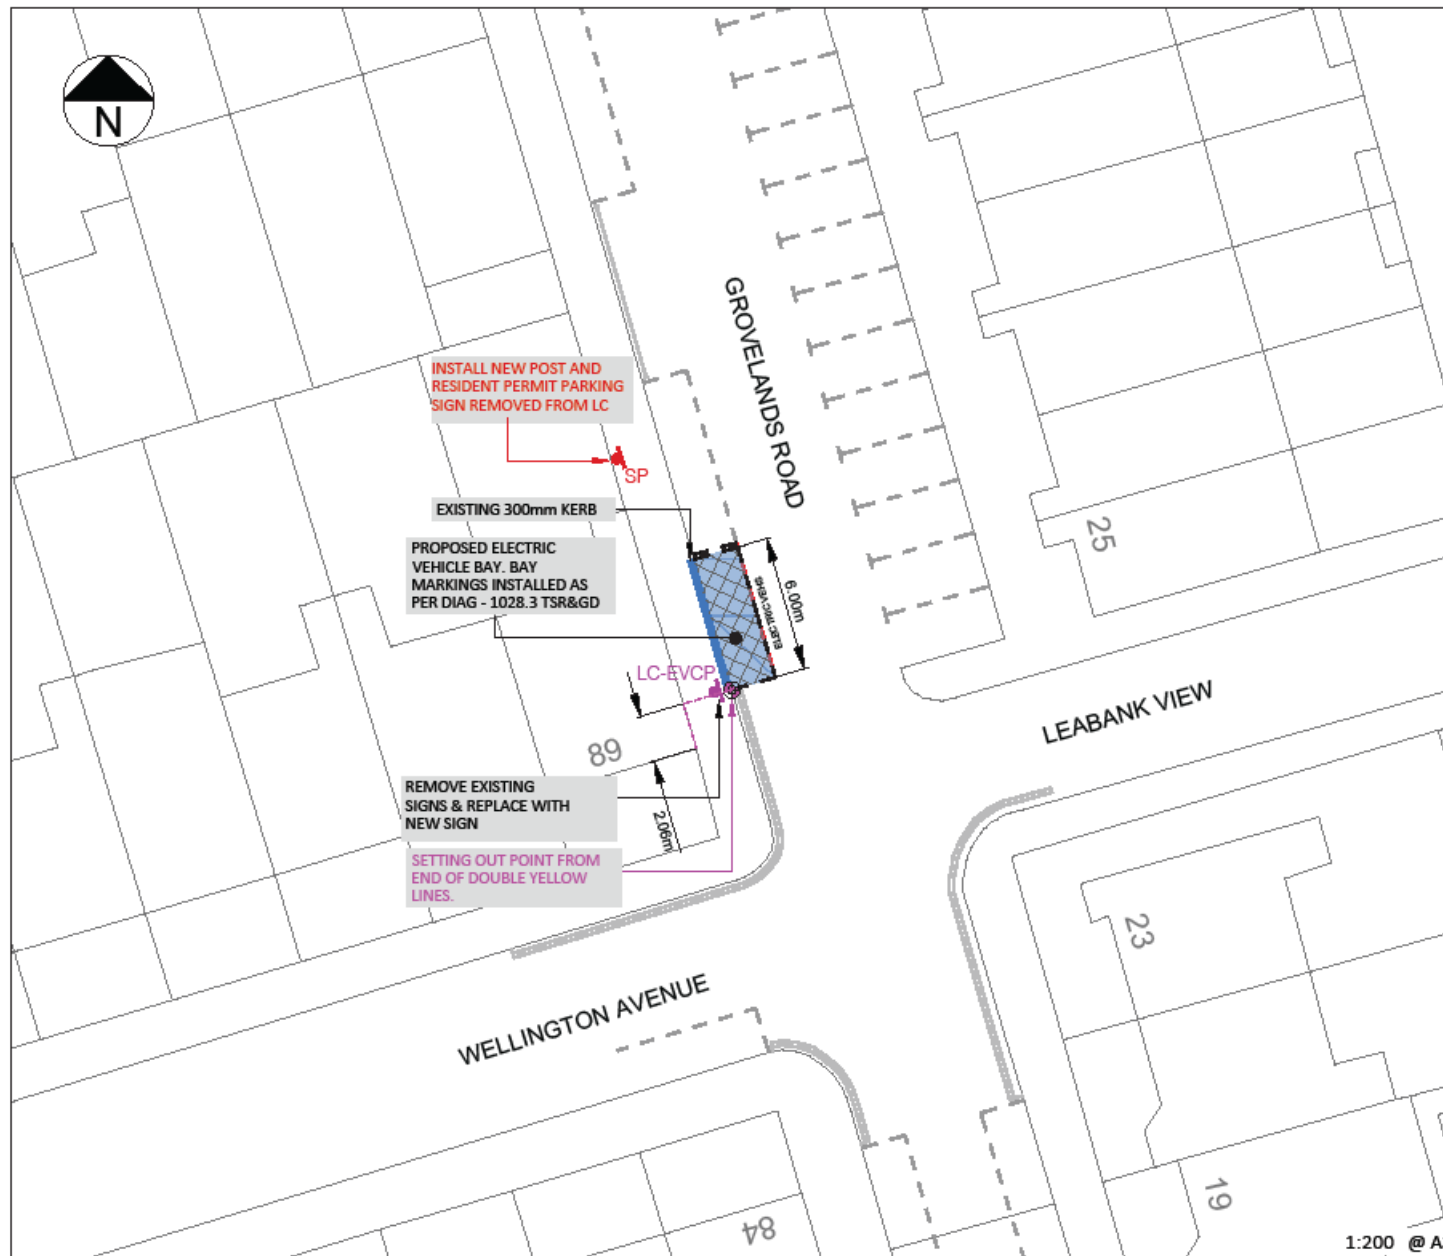 N
GROVELANDS ROAD
INSTALL NEW POST AND
RESIDENT PERMIT PARKING
SIGN REMOVED FROM LC
SP
EXISTING 300mm KERB
PROPOSED ELECTRIC
VEHICLE BAY. BAY
MARKINGS INSTALLED AS
PER DIAG - 1028.3 TSR&GD
ELECTRIC VEHS
6.00m
25
LC-EVCP
LEABANK VIEW
89
REMOVE EXISTING
SIGNS & REPLACE WITH
NEW SIGN
2.06m
SETTING OUT POINT FROM
END OF DOUBLE YELLOW
LINES.
23
WELLINGTON AVENUE
19
84
1:200 @ A